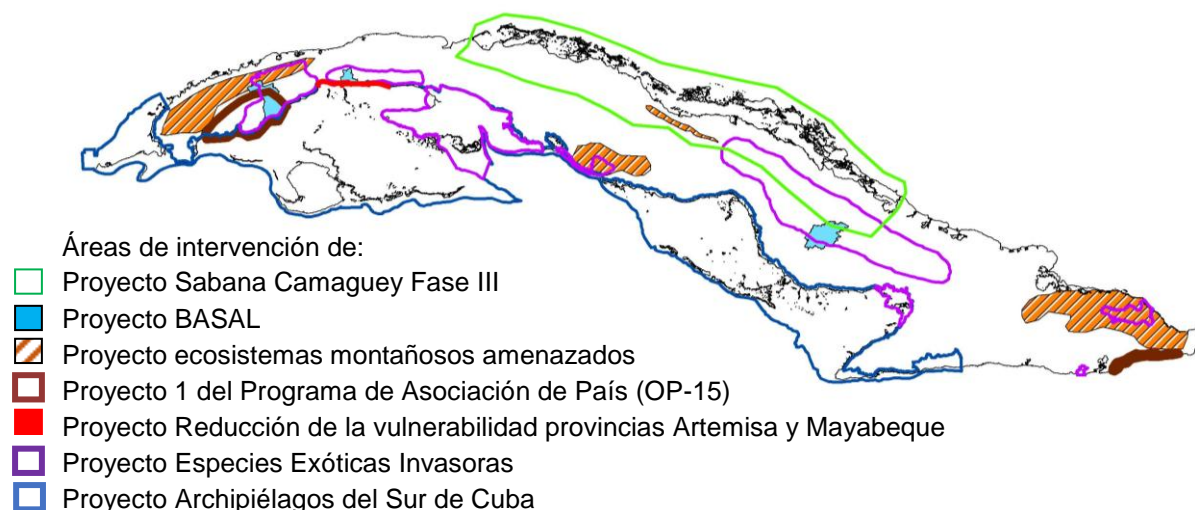 Áreas de intervención de:
Proyecto Sabana Camaguey Fase III
Proyecto BASAL
Proyecto ecosistemas montañosos amenazados
Proyecto 1 del Programa de Asociación de País (OP-15)
Proyecto Reducción de la vulnerabilidad provincias Artemisa y Mayabeque
Proyecto Especies Exóticas Invasoras
Proyecto Archipiélagos del Sur de Cuba